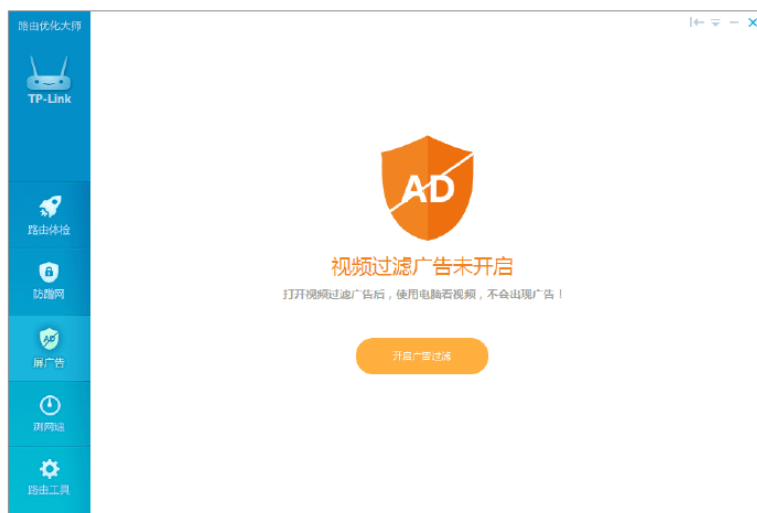 路由优化大师
TP-Link
路由体检
防蹭网
AD
屏广告
测网速
路由工具
AD
视频过滤广告未开启
打开视频过滤广告后，使用电脑看视频，不会出现广告！
开启广告过滤